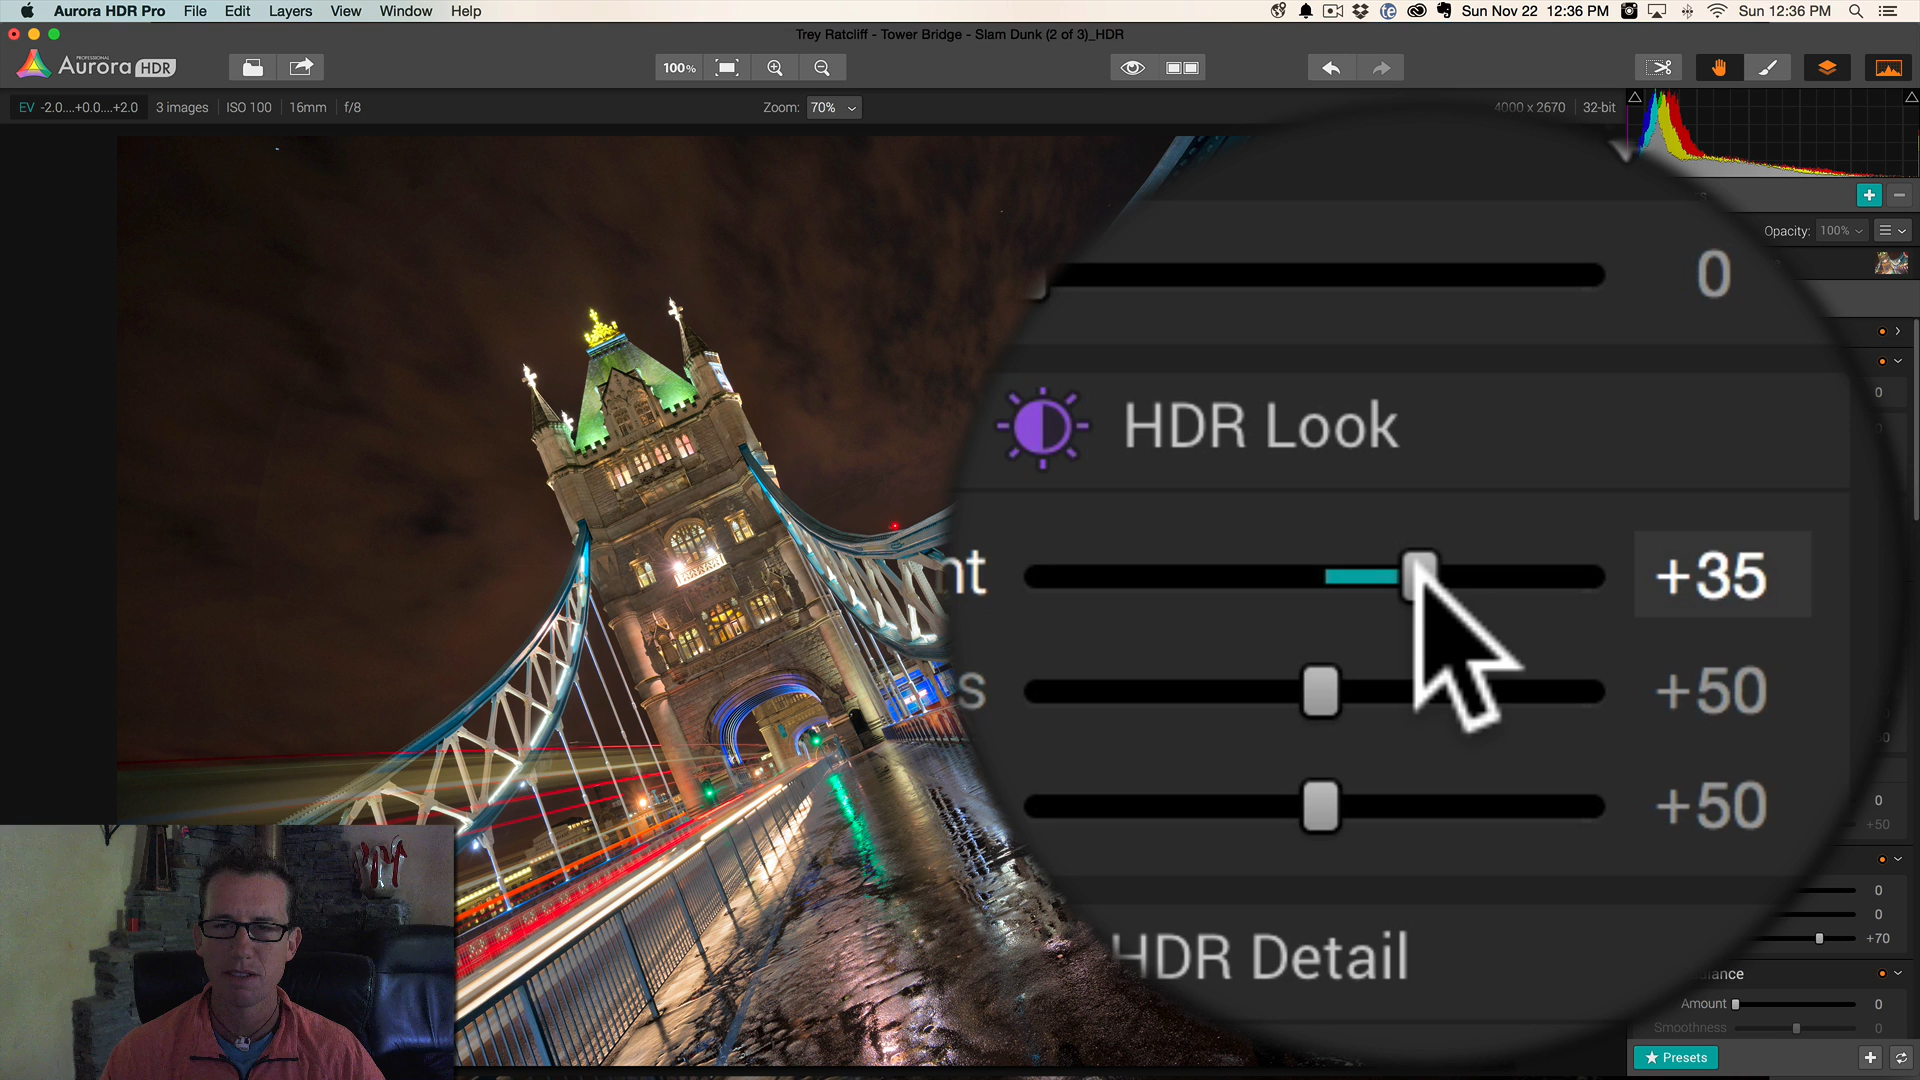 Aurora HDR Pro File Edit Layers View Window Help Sun Nov 22 12:36 PM Sun 12:36 PM
Trey Ratcliff - Tower Bridge - Slam Dunk (2 of 3)_HDR
PROFESSIONAL
Aurora HDR 100%
EV -2.0....+0.0....+2.0 3 images ISO 100 16mm f/8 Zoom: 70% 4000 x 2670 32-bit
Opacity: 100%
0
HDR Look
nt +35
es +50
+50
HDR Detail
0
0
+50
0
0
+70
Amount 0
Smoothness 0
Presets